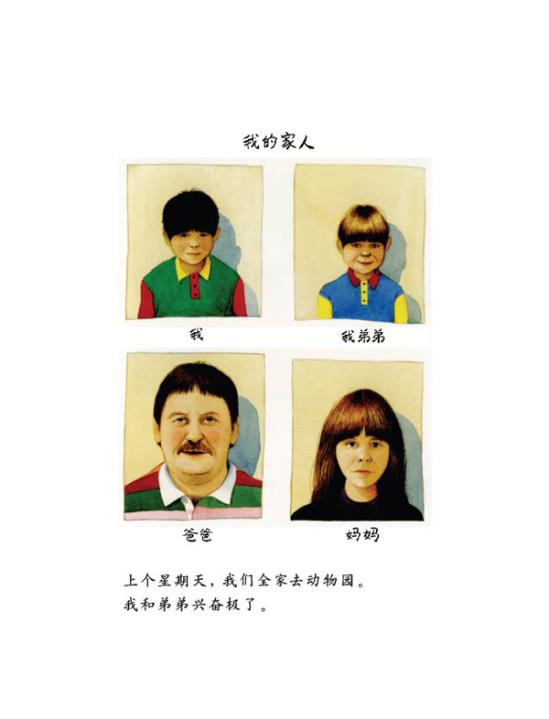 我的家人
我
我弟弟
爸爸
妈妈
上个星期天，我们全家去动物园。
我和弟弟兴奋极了。